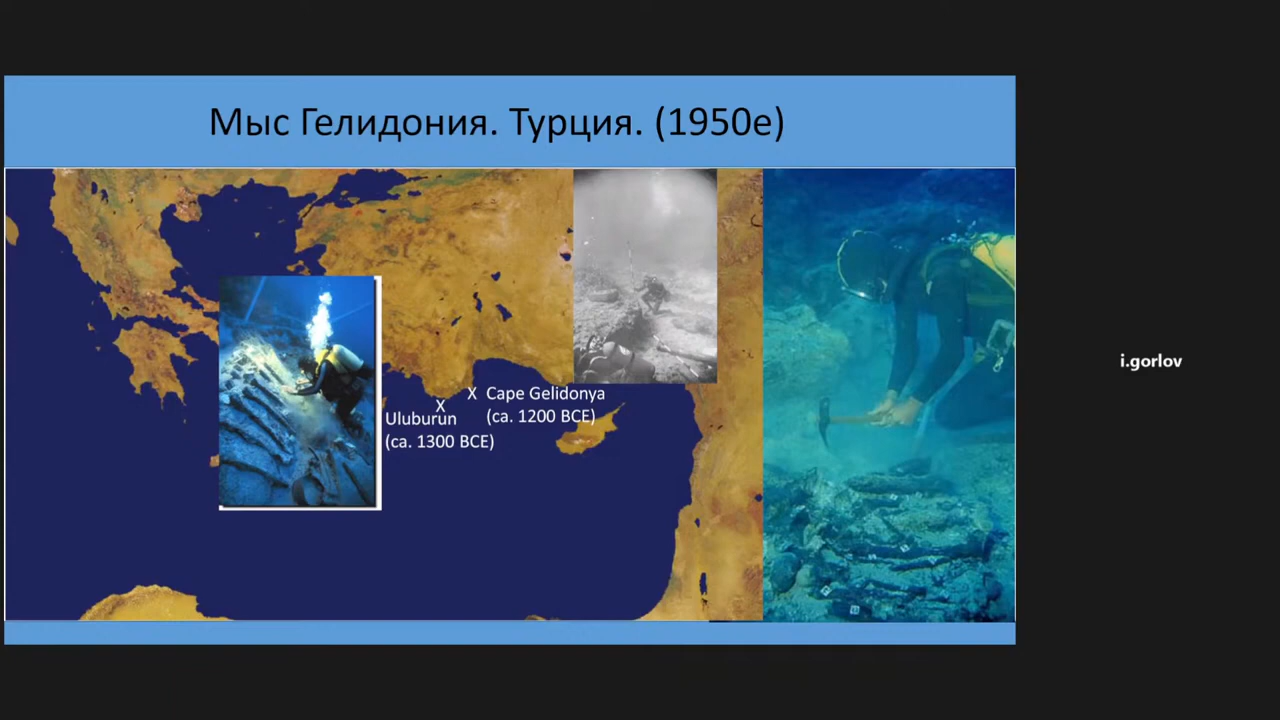 Мыс Гелидония. Турция. (1950е)
X Cape Gelidonya
(ca. 1200 BCE)
X
Uluburun
(ca. 1300 BCE)
i.gorlov